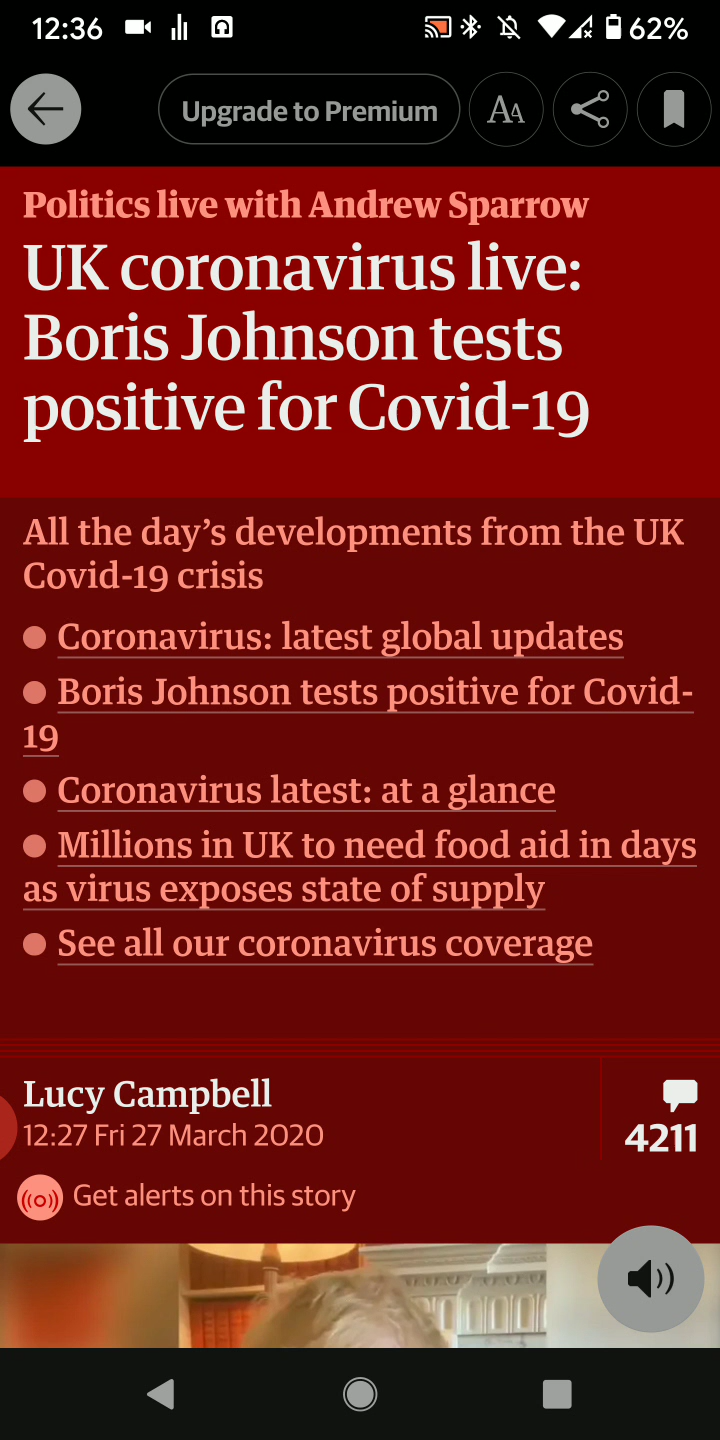 12:36
62%
Upgrade to Premium
AA
Politics live with Andrew Sparrow
UK coronavirus live:
Boris Johnson tests
positive for Covid-19
All the day’s developments from the UK
Covid-19 crisis
Coronavirus: latest global updates
Boris Johnson tests positive for Covid-
19
Coronavirus latest: at a glance
Millions in UK to need food aid in days
as virus exposes state of supply
See all our coronavirus coverage
Lucy Campbell
12:27 Fri 27 March 2020
4211
Get alerts on this story